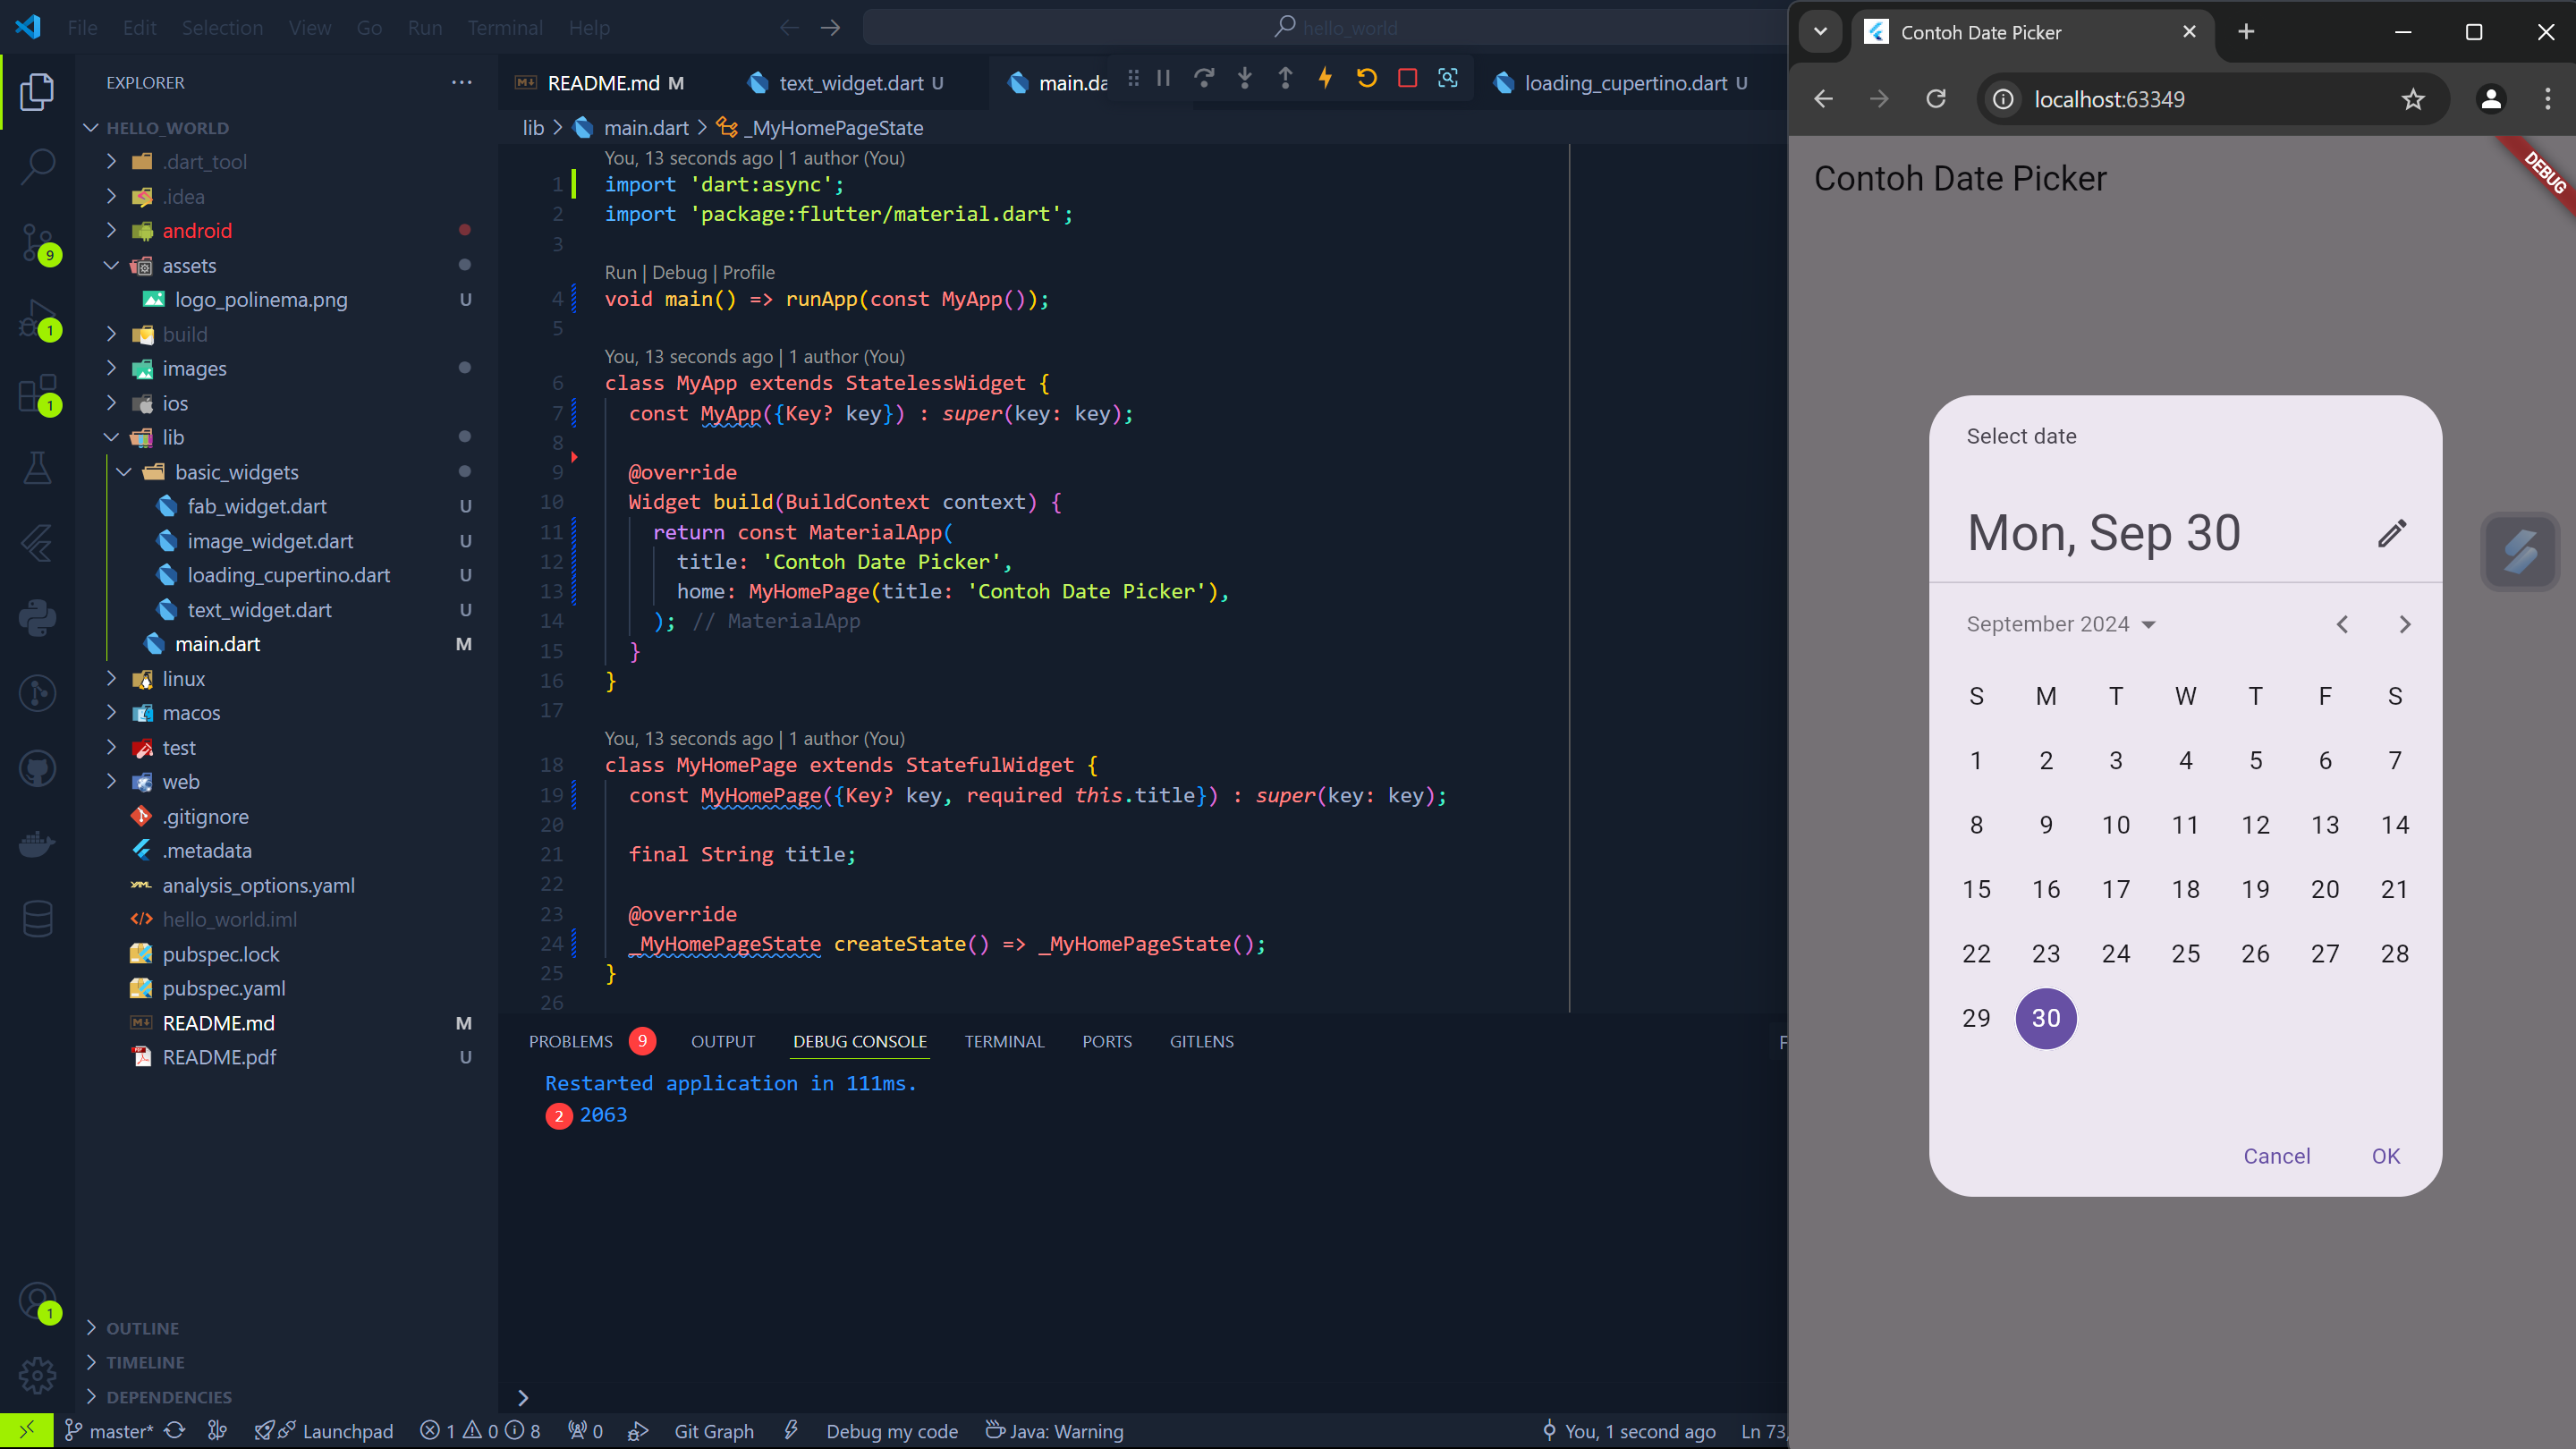 File Edit Selection View Go Run Terminal Help
hello_world
EXPLORER
HELLO_WORLD
.dart_tool
.idea
android
assets
logo_polinema.png U
build
images
ios
lib
basic_widgets
fab_widget.dart U
image_widget.dart U
loading_cupertino.dart U
text_widget.dart U
main.dart M
linux
macos
test
web
.gitignore
.metadata
analysis_options.yaml
hello_world.iml
pubspec.lock
pubspec.yaml
README.md M
README.pdf U
OUTLINE
TIMELINE
DEPENDENCIES
9
1
1
1
README.md M text_widget.dart U main.da loading_cupertino.dart U
lib > main.dart > _MyHomePageState
You, 13 seconds ago | 1 author (You)
1 import 'dart:async';
2 import 'package:flutter/material.dart';
3
Run | Debug | Profile
4 void main() => runApp(const MyApp());
5
You, 13 seconds ago | 1 author (You)
6 class MyApp extends StatelessWidget {
7 const MyApp({Key? key}) : super(key: key);
8
9 @override
10 Widget build(BuildContext context) {
11 return const MaterialApp(
12 title: 'Contoh Date Picker',
13 home: MyHomePage(title: 'Contoh Date Picker'),
14 ); // MaterialApp
15 }
16 }
17
You, 13 seconds ago | 1 author (You)
18 class MyHomePage extends StatefulWidget {
19 const MyHomePage({Key? key, required this.title}) : super(key: key);
20
21 final String title;
22
23 @override
24 _MyHomePageState createState() => _MyHomePageState();
25 }
26
PROBLEMS 9 OUTPUT DEBUG CONSOLE TERMINAL PORTS GITLENS F
Restarted application in 111ms.
2 2063
master* Launchpad 1 0 8 0 Git Graph Debug my code Java: Warning You, 1 second ago Ln 73,
Contoh Date Picker
localhost:63349
Contoh Date Picker
DEBUG
Select date
Mon, Sep 30
September 2024
S M T W T F S
1 2 3 4 5 6 7
8 9 10 11 12 13 14
15 16 17 18 19 20 21
22 23 24 25 26 27 28
29 30
Cancel OK